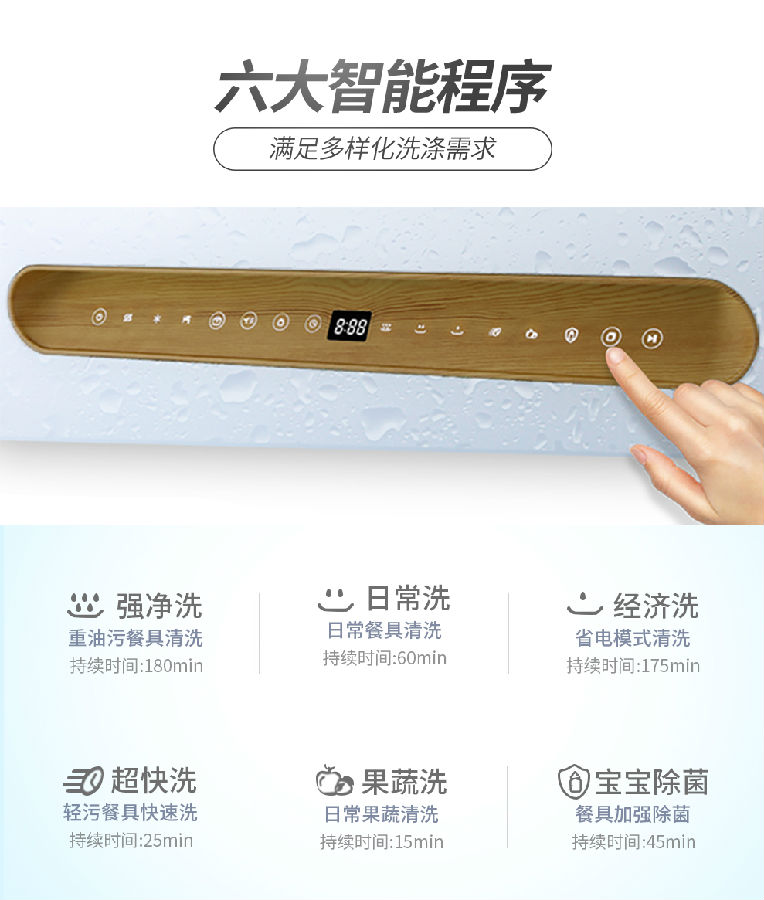 六大智能程序
满足多样化洗涤需求
8:88
强净洗
重油污餐具清洗
持续时间:180min
日常洗
日常餐具清洗
持续时间:60min
经济洗
省电模式清洗
持续时间:175min
超快洗
轻污餐具快速洗
持续时间:25min
果蔬洗
日常果蔬清洗
持续时间:15min
宝宝除菌
餐具加强除菌
持续时间:45min